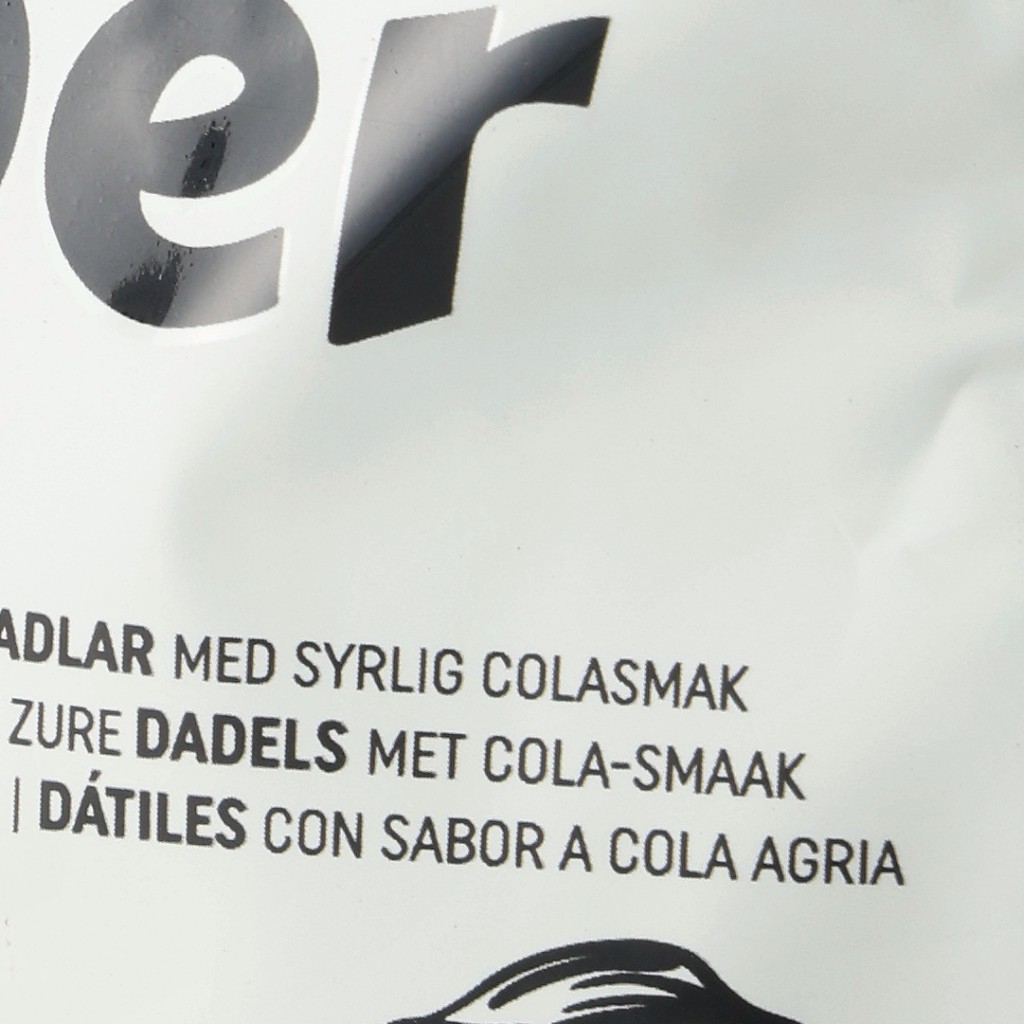 er
ADLAR MED SYRLIG COLASMAK
ZURE DADELS MET COLA-SMAAK
| DÁTILES CON SABOR A COLA AGRIA